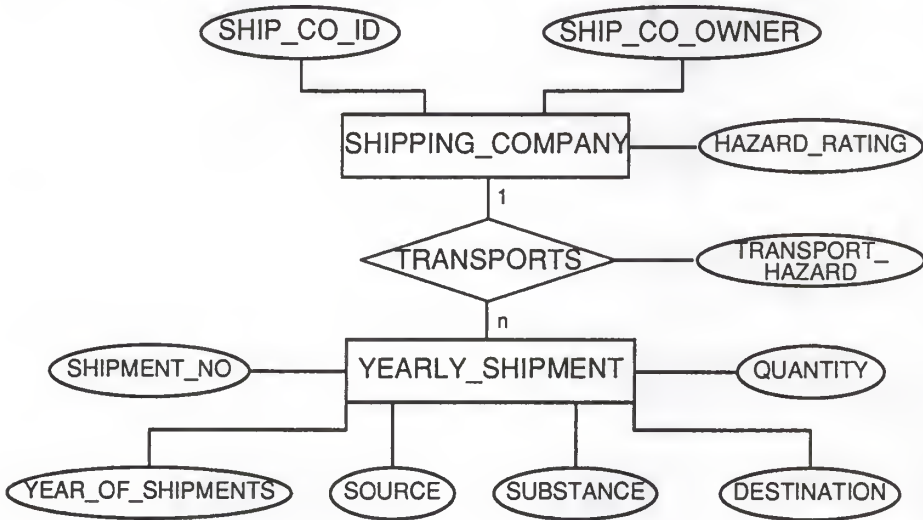 SHIP_CO_ID
SHIP_CO_OWNER
SHIPPING_COMPANY
HAZARD_RATING
1
TRANSPORTS
TRANSPORT_
HAZARD
n
SHIPMENT_NO
YEARLY_SHIPMENT
QUANTITY
YEAR_OF_SHIPMENTS
SOURCE
SUBSTANCE
DESTINATION